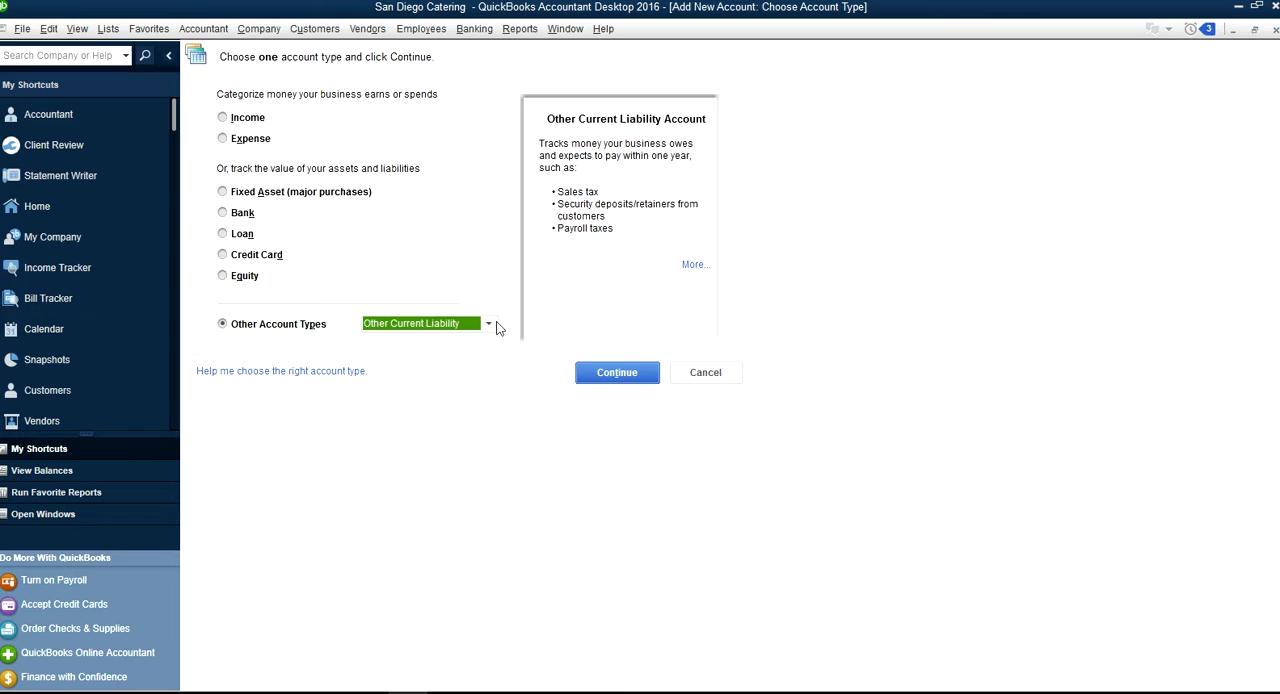 San Diego Catering - QuickBooks Accountant Desktop 2016 - [Add New Account: Choose Account Type]
File Edit View Lists Favorites Accountant Company Customers Vendors Employees Banking Reports Window Help
3
Search Company or Help
My Shortcuts
Accountant
Client Review
Statement Writer
Home
My Company
Income Tracker
Bill Tracker
Calendar
Snapshots
Customers
Vendors
My Shortcuts
View Balances
Run Favorite Reports
Open Windows
Do More With QuickBooks
Turn on Payroll
Accept Credit Cards
Order Checks & Supplies
QuickBooks Online Accountant
Finance with Confidence
Choose one account type and click Continue.
Categorize money your business earns or spends
Income
Expense
Or, track the value of your assets and liabilities
Fixed Asset (major purchases)
Bank
Loan
Credit Card
Equity
Other Account Types
Other Current Liability
Other Current Liability Account
Tracks money your business owes
and expects to pay within one year,
such as:
• Sales tax
• Security deposits/retainers from
customers
• Payroll taxes
More...
Help me choose the right account type.
Continue
Cancel